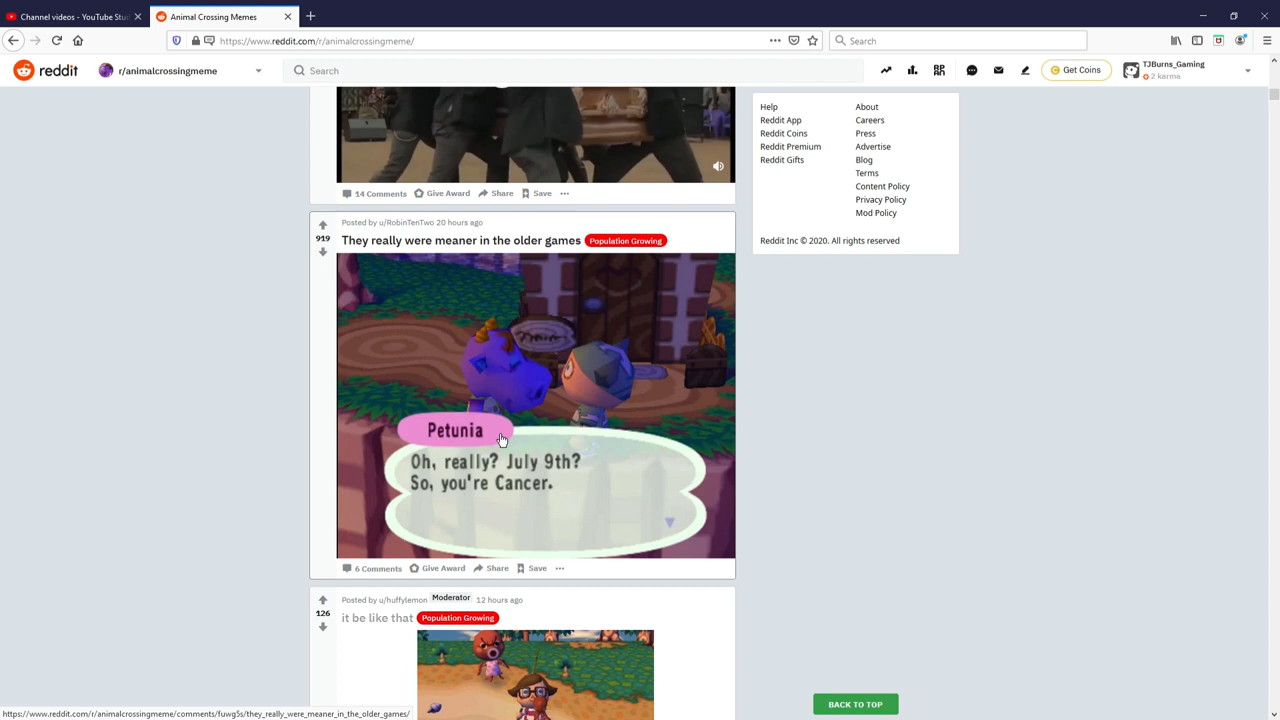 Channel videos - YouTube Stu
Animal Crossing Memes
https://www.reddit.com/r/animalcrossingmeme/
Search
reddit
r/animalcrossingmeme
Search
Get Coins
TJBurns_Gaming
2 karma
14 Comments
Give Award
Share
Save
Help
About
Reddit App
Careers
Reddit Coins
Press
Reddit Premium
Advertise
Reddit Gifts
Blog
Terms
Content Policy
Privacy Policy
Mod Policy
Reddit Inc © 2020. All rights reserved
Posted by u/RobinTenTwo 20 hours ago
919
They really were meaner in the older games
Population Growing
Petunia
Oh, really? July 9th?
So, you're Cancer.
6 Comments
Give Award
Share
Save
Posted by u/huffylemon Moderator 12 hours ago
126
it be like that
Population Growing
BACK TO TOP
https://www.reddit.com/r/animalcrossingmeme/comments/fuwg5s/they_really_were_meaner_in_the_older_games/